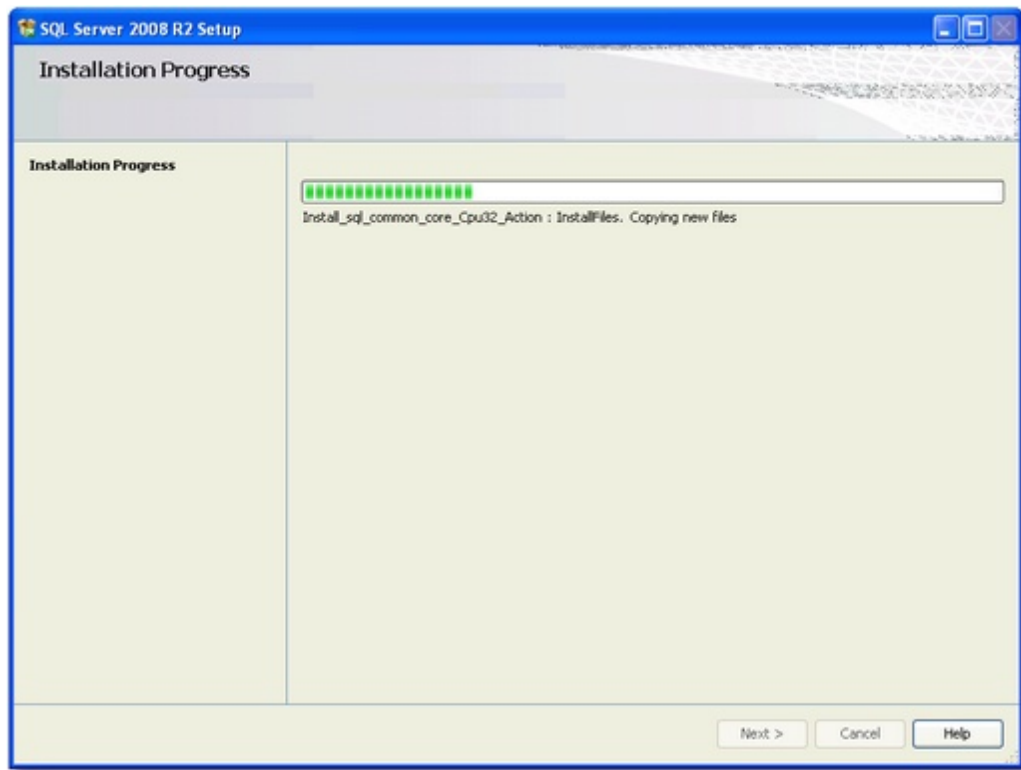 SQL Server 2008 R2 Setup
Installation Progress
Installation Progress
Install_sql_common_core_Cpu32_Action : InstallFiles. Copying new files
Next >
Cancel
Help